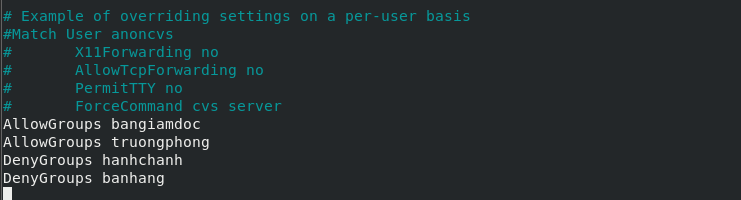 # Example of overriding settings on a per-user basis
#Match User anoncvs
#       X11Forwarding no
#       AllowTcpForwarding no
#       PermitTTY no
#       ForceCommand cvs server
AllowGroups bangiamdoc
AllowGroups truongphong
DenyGroups hanhchanh
DenyGroups banhang